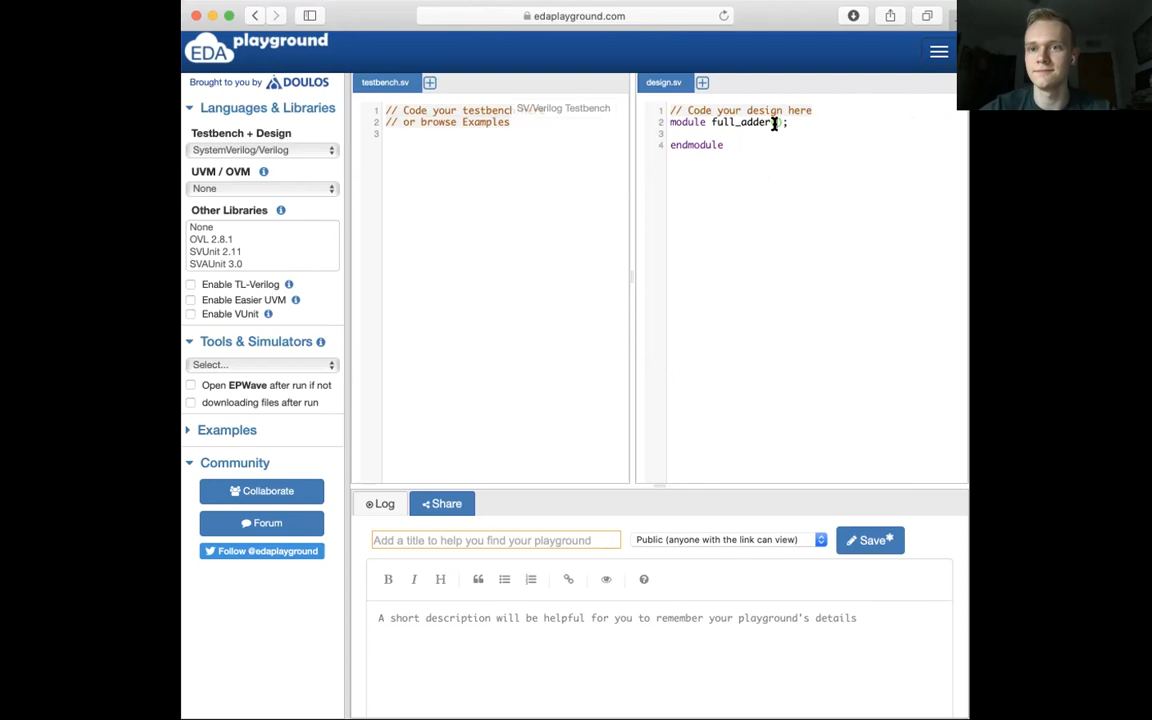 edaplayground.com
EDA playground
Brought to you by DOULOS
Languages & Libraries
Testbench + Design
SystemVerilog/Verilog
UVM / OVM
None
Other Libraries
None
OVL 2.8.1
SVUnit 2.11
SVAUnit 3.0
Enable TL-Verilog
Enable Easier UVM
Enable VUnit
Tools & Simulators
Select...
Open EPWave after run if not
downloading files after run
Examples
Community
Collaborate
Forum
Follow @edaplayground
testbench.sv
SV/Verilog Testbench
1 // Code your testbench
2 // or browse Examples
3
design.sv
1 // Code your design here
2 module full_adder();
3
4 endmodule
Log
Share
Add a title to help you find your playground
Public (anyone with the link can view)
Save*
B I H
A short description will be helpful for you to remember your playground's details